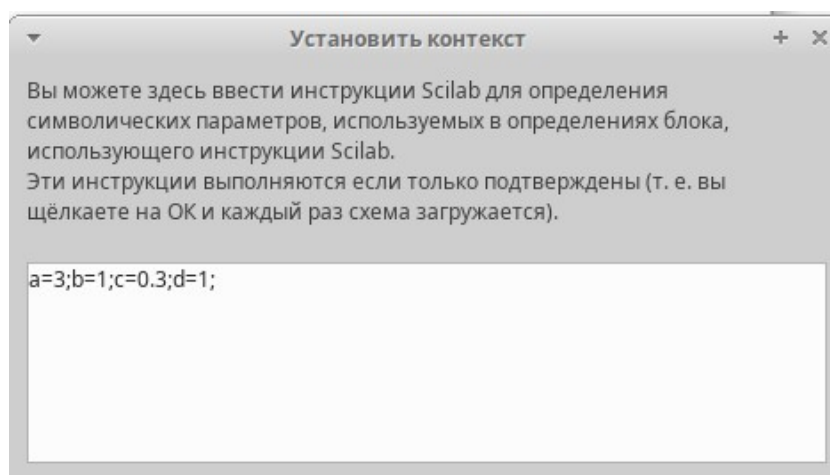 Установить контекст
Вы можете здесь ввести инструкции Scilab для определения
символических параметров, используемых в определениях блока,
использующего инструкции Scilab.
Эти инструкции выполняются если только подтверждены (т. е. вы
щёлкаете на ОК и каждый раз схема загружается).
a=3;b=1;c=0.3;d=1;